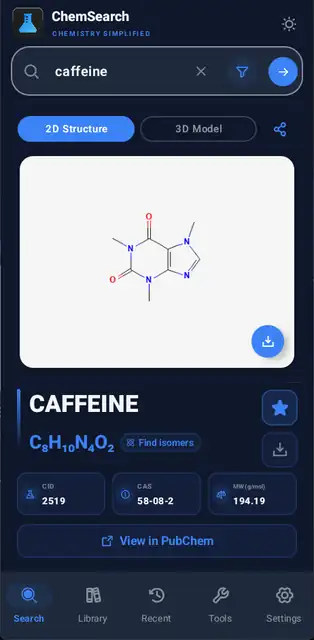 ChemSearch
CHEMISTRY SIMPLIFIED
caffeine
2D Structure
3D Model
O
N
N
O
N
N
CAFFEINE
C₈H₁₀N₄O₂
Find isomers
CID
2519
CAS
58-08-2
MW(g/mol)
194.19
View in PubChem
Search
Library
Recent
Tools
Settings